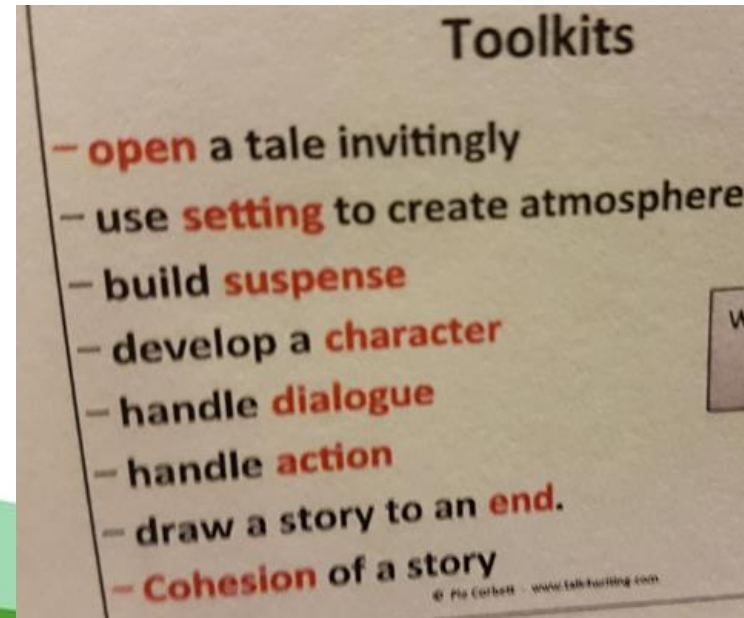 Toolkits
– open a tale invitingly
– use setting to create atmosphere
– build suspense
– develop a character
– handle dialogue
– handle action
– draw a story to an end.
– Cohesion of a story
© Pie Corbett - www.talk4writing.com